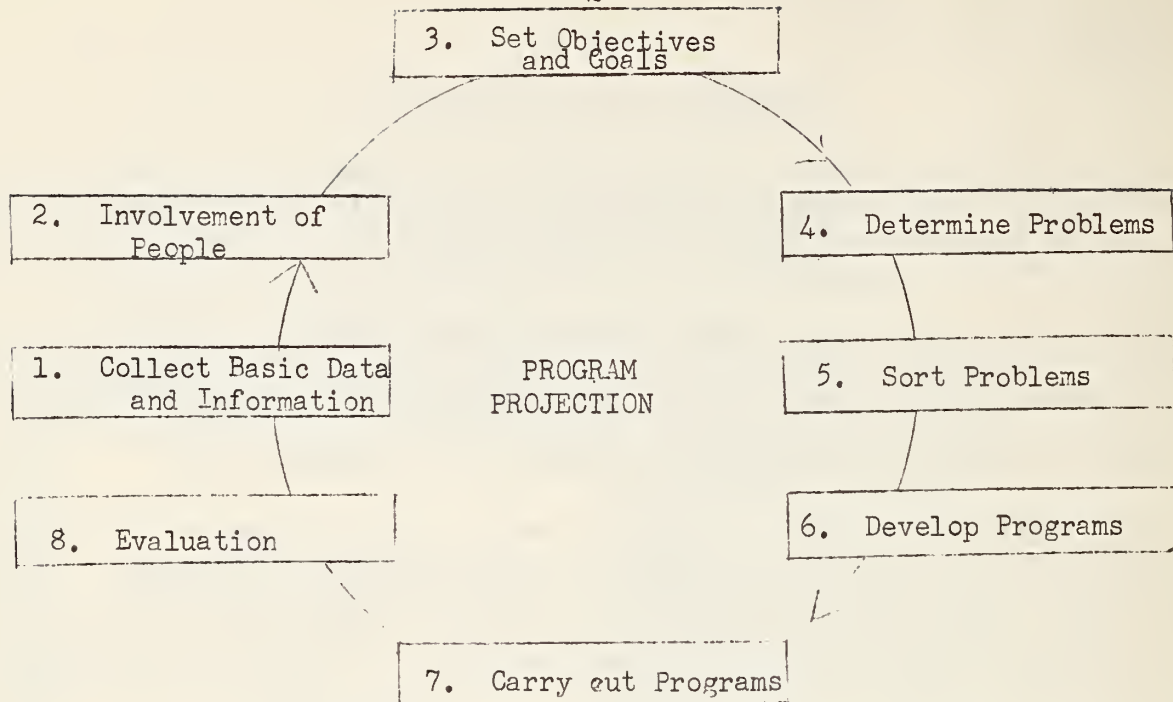 3. Set Objectives
and Goals
2. Involvement of
People
4. Determine Problems
1. Collect Basic Data
and Information
PROGRAM
PROJECTION
5. Sort Problems
8. Evaluation
6. Develop Programs
7. Carry out Programs